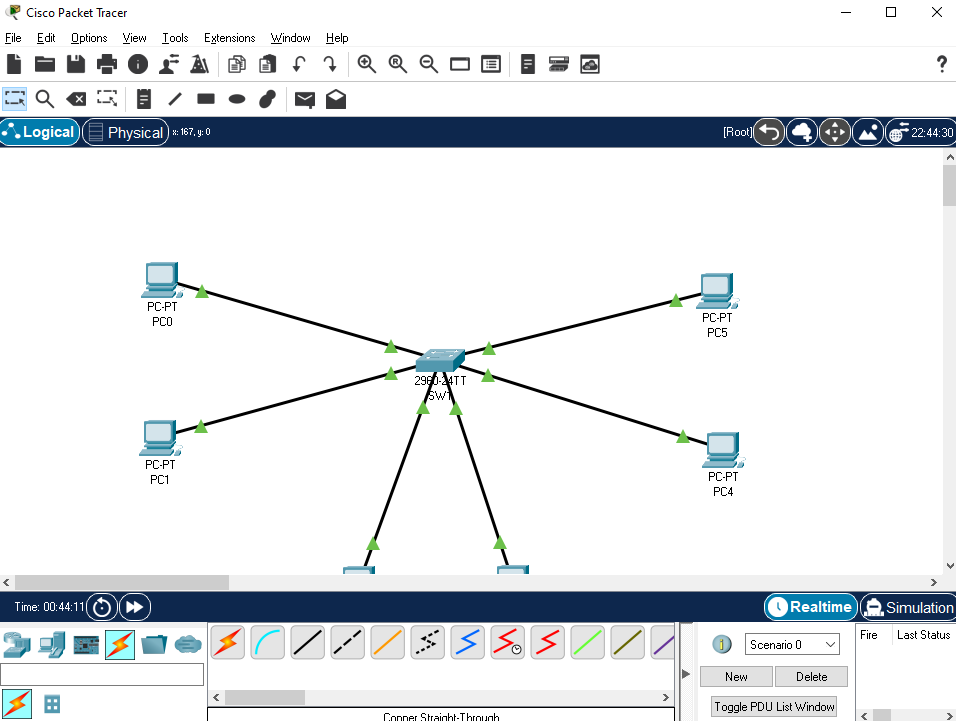 Cisco Packet Tracer
File Edit Options View Tools Extensions Window Help
?
Logical Physical x: 167, y: 0 [Root] 22:44:30
PC-PT
PC0
PC-PT
PC5
2960-24TT
SW1
PC-PT
PC1
PC-PT
PC4
Time: 00:44:11 Realtime Simulation
1 Scenario 0 Fire Last Status
New Delete
Toggle PDU List Window
Copper Straight-Through